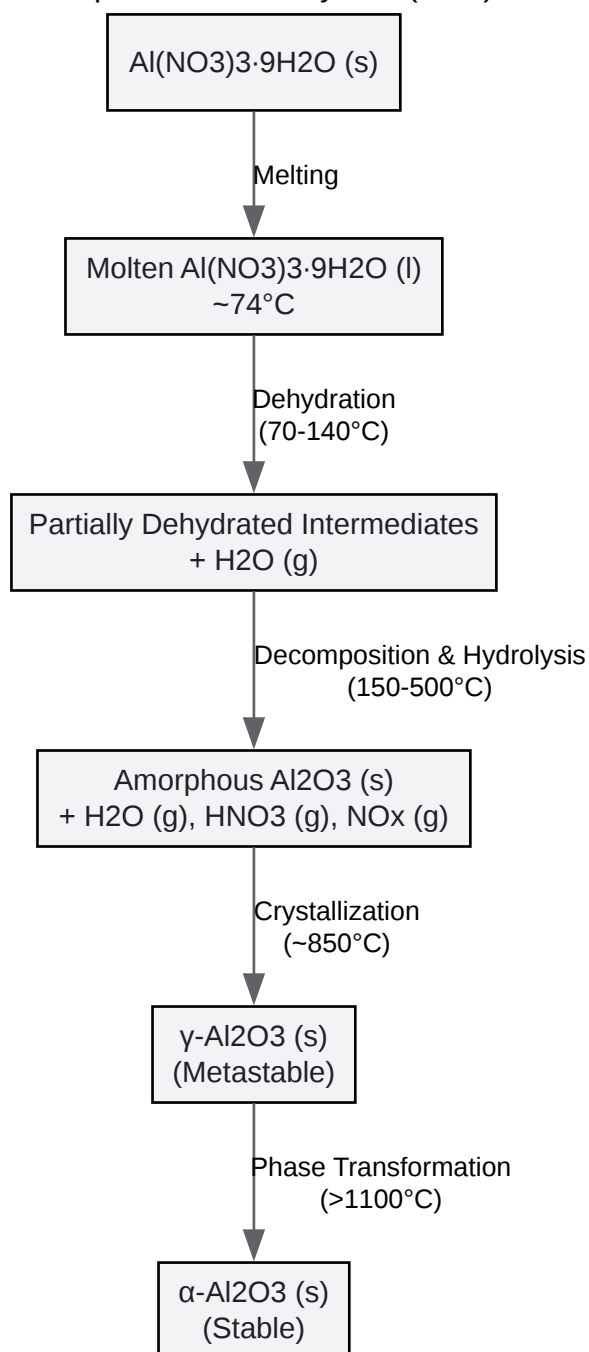 Al(NO3)3·9H2O (s)
Melting
Molten Al(NO3)3·9H2O (l)
~74°C
Dehydration
(70-140°C)
Partially Dehydrated Intermediates
+ H2O (g)
Decomposition & Hydrolysis
(150-500°C)
Amorphous Al2O3 (s)
+ H2O (g), HNO3 (g), NOx (g)
Crystallization
(~850°C)
γ-Al2O3 (s)
(Metastable)
Phase Transformation
(>1100°C)
α-Al2O3 (s)
(Stable)